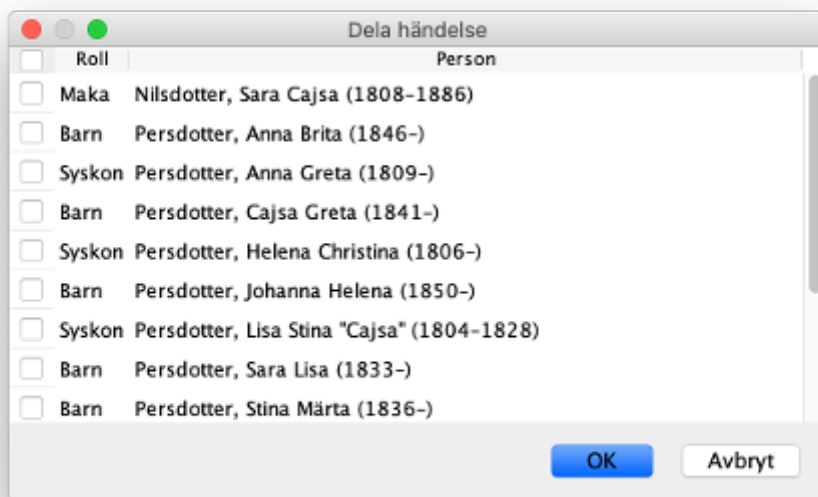 Dela händelse
Roll Person
Maka Nilsdotter, Sara Cajsa (1808-1886)
Barn Persdotter, Anna Brita (1846-)
Syskon Persdotter, Anna Greta (1809-)
Barn Persdotter, Cajsa Greta (1841-)
Syskon Persdotter, Helena Christina (1806-)
Barn Persdotter, Johanna Helena (1850-)
Syskon Persdotter, Lisa Stina "Cajsa" (1804-1828)
Barn Persdotter, Sara Lisa (1833-)
Barn Persdotter, Stina Märta (1836-)
OK Avbryt